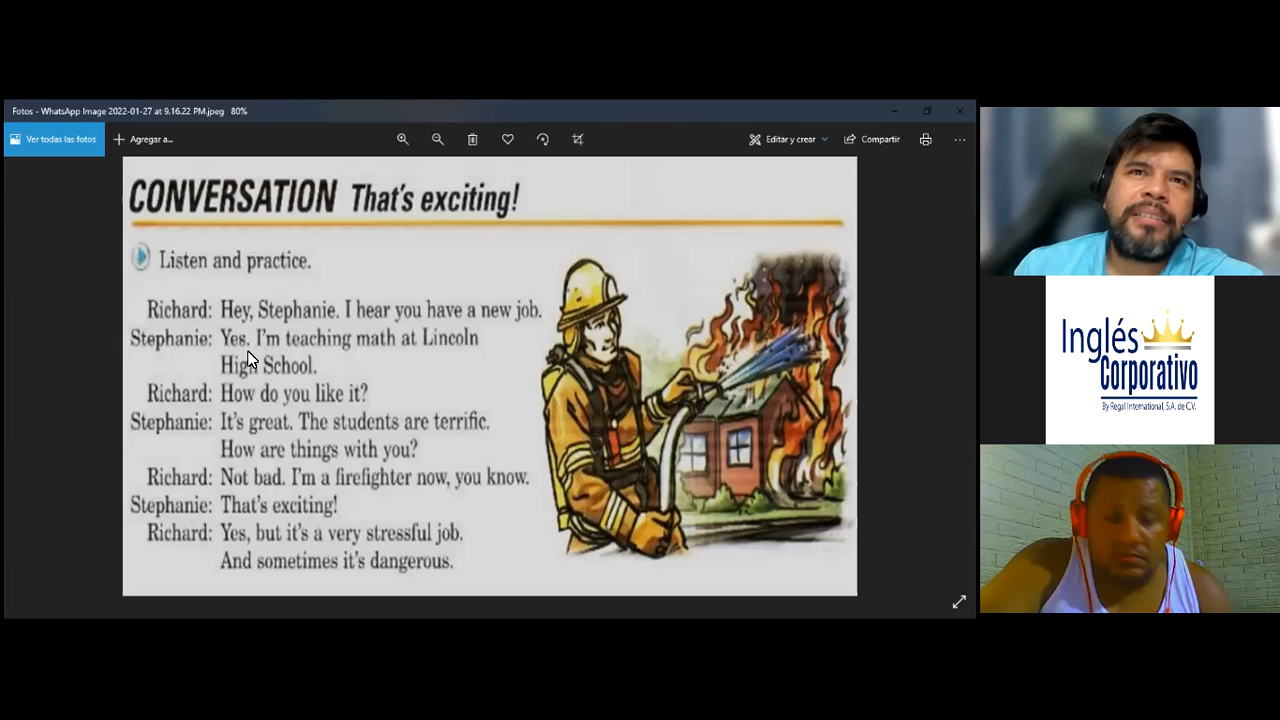 Fotos - WhatsApp Image 2022-01-27 at 9.16.22 PM.jpeg 80%
Ver todas las fotos
Agregar a...
Editar y crear
Compartir
CONVERSATION That's exciting!
Listen and practice.
Richard: Hey, Stephanie. I hear you have a new job.
Stephanie: Yes. I'm teaching math at Lincoln
High School.
Richard: How do you like it?
Stephanie: It's great. The students are terrific.
How are things with you?
Richard: Not bad. I'm a firefighter now, you know.
Stephanie: That's exciting!
Richard: Yes, but it's a very stressful job.
And sometimes it's dangerous.
Inglés
Corporativo
By Regal International, S.A. de C.V.